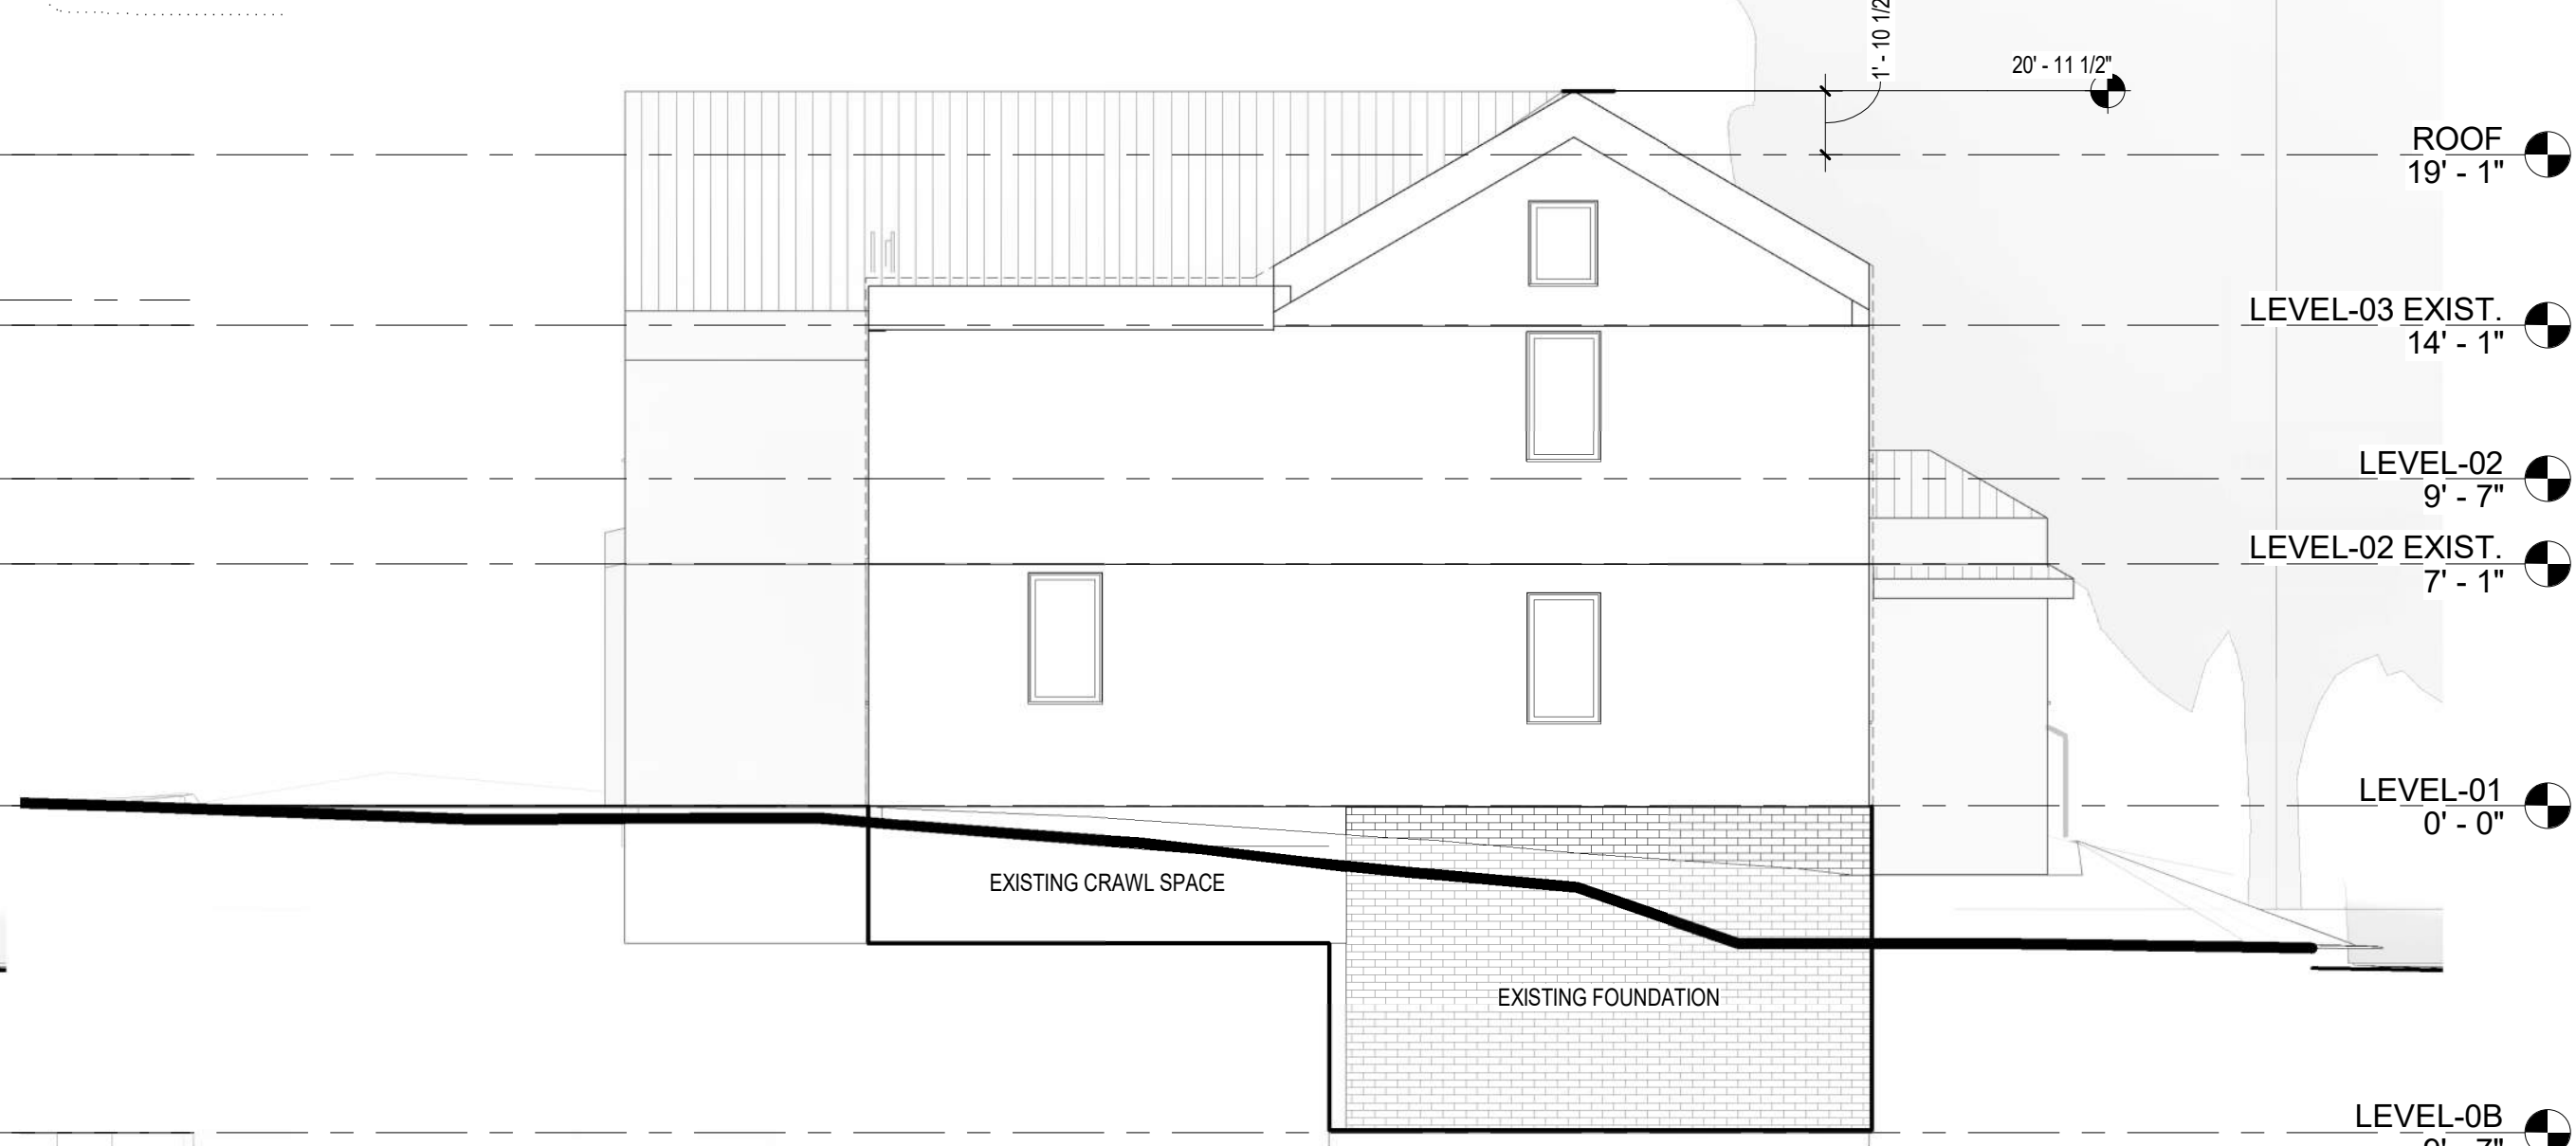 1' - 10 1/2
20' - 11 1/2"
ROOF
19' - 1"
LEVEL-03 EXIST.
14' - 1"
LEVEL-02
9' - 7"
LEVEL-02 EXIST.
7' - 1"
LEVEL-01
0' - 0"
EXISTING CRAWL SPACE
EXISTING FOUNDATION
LEVEL-0B